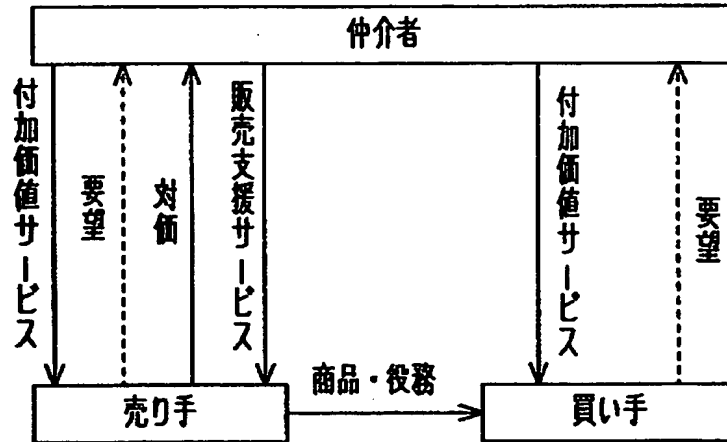 仲介者
付加価値サービス
要望
対価
販売支援サービス
付加価値サービス
要望
商品・役務
売り手
買い手